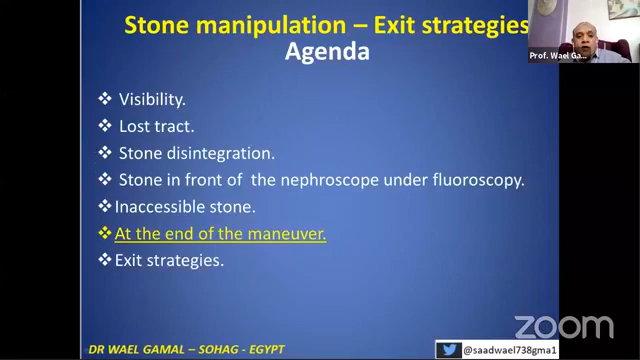 Stone manipulation – Exit strategies
Agenda
Prof. Wael Ga...
❖ Visibility.
❖ Lost tract.
❖ Stone disintegration.
❖ Stone in front of the nephroscope under fluoroscopy.
❖ Inaccessible stone.
❖ At the end of the maneuver.
❖ Exit strategies.
zoom
DR WAEL GAMAL – SOHAG - EGYPT
@saadwael738gma1